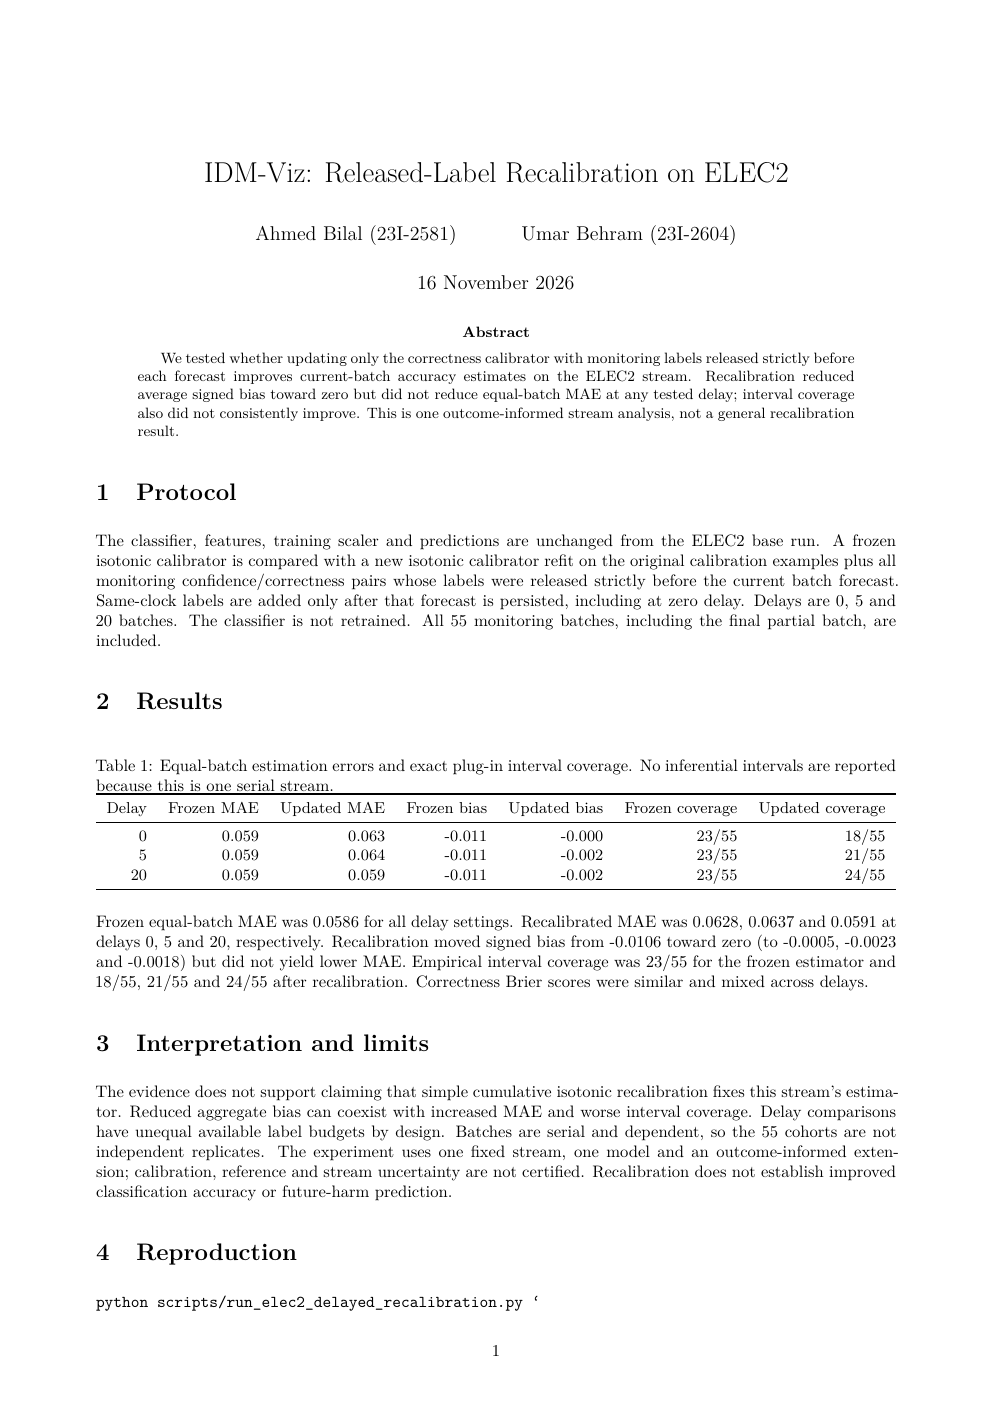 IDM-Viz: Released-Label Recalibration on ELEC2
Ahmed Bilal (23I-2581) Umar Behram (23I-2604)
16 November 2026
Abstract
We tested whether updating only the correctness calibrator with monitoring labels released strictly before
each forecast improves current-batch accuracy estimates on the ELEC2 stream. Recalibration reduced
average signed bias toward zero but did not reduce equal-batch MAE at any tested delay; interval coverage
also did not consistently improve. This is one outcome-informed stream analysis, not a general recalibration
result.
1 Protocol
The classifier, features, training scaler and predictions are unchanged from the ELEC2 base run. A frozen
isotonic calibrator is compared with a new isotonic calibrator refit on the original calibration examples plus all
monitoring confidence/correctness pairs whose labels were released strictly before the current batch forecast.
Same-clock labels are added only after that forecast is persisted, including at zero delay. Delays are 0, 5 and
20 batches. The classifier is not retrained. All 55 monitoring batches, including the final partial batch, are
included.
2 Results
Table 1: Equal-batch estimation errors and exact plug-in interval coverage. No inferential intervals are reported
because this is one serial stream.
Delay Frozen MAE Updated MAE Frozen bias Updated bias Frozen coverage Updated coverage
0 0.059 0.063 -0.011 -0.000 23/55 18/55
5 0.059 0.064 -0.011 -0.002 23/55 21/55
20 0.059 0.059 -0.011 -0.002 23/55 24/55
Frozen equal-batch MAE was 0.0586 for all delay settings. Recalibrated MAE was 0.0628, 0.0637 and 0.0591 at
delays 0, 5 and 20, respectively. Recalibration moved signed bias from -0.0106 toward zero (to -0.0005, -0.0023
and -0.0018) but did not yield lower MAE. Empirical interval coverage was 23/55 for the frozen estimator and
18/55, 21/55 and 24/55 after recalibration. Correctness Brier scores were similar and mixed across delays.
3 Interpretation and limits
The evidence does not support claiming that simple cumulative isotonic recalibration fixes this stream's estima-
tor. Reduced aggregate bias can coexist with increased MAE and worse interval coverage. Delay comparisons
have unequal available label budgets by design. Batches are serial and dependent, so the 55 cohorts are not
independent replicates. The experiment uses one fixed stream, one model and an outcome-informed exten-
sion; calibration, reference and stream uncertainty are not certified. Recalibration does not establish improved
classification accuracy or future-harm prediction.
4 Reproduction
python scripts/run_elec2_delayed_recalibration.py ‘
1